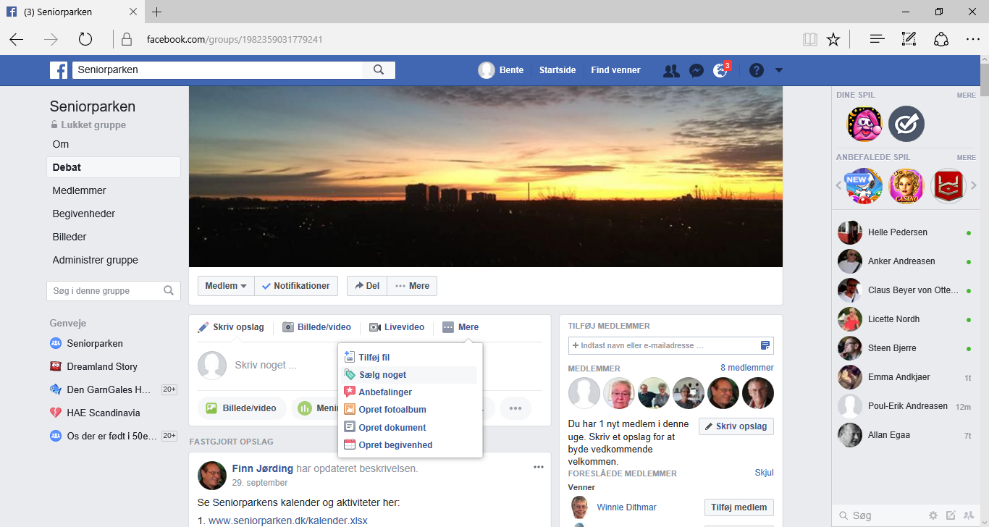 (3) Seniorparken
facebook.com/groups/1982359031779241
Seniorparken
Bente Startside Find venner 3
Seniorparken
Lukket gruppe
Om
Debat
Medlemmer
Begivenheder
Billeder
Administrer gruppe
Søg i denne gruppe
Genveje
Seniorparken
Dreamland Story
Den GarnGales H... 20+
HAE Scandinavia
Os der er født i 50e... 20+
Medlem Notifikationer Del Mere
Skriv opslag Billede/video Livevideo Mere
Skriv noget ...
Tilføj fil
Sælg noget
Anbefalinger
Opret fotoalbum
Opret dokument
Opret begivenhed
Billede/video Meni
FASTGJORT OPSLAG
Finn Jørding har opdateret beskrivelsen.
29. september
Se Seniorparkens kalender og aktiviteter her:
1. www.seniorparken.dk/kalender.xlsx
TILFØJ MEDLEMMER
+ Indtast navn eller e-mailadresse ...
MEDLEMMER 8 medlemmer
Du har 1 nyt medlem i denne
uge. Skriv et opslag for at
byde vedkommende
velkommen.
Skriv opslag
FORESLÅEDE MEDLEMMER Skjul
Venner
Winnie Dithmar Tilføj medlem
DINE SPIL MERE
ANBEFALEDE SPIL MERE
NEW
CASINO
Helle Pedersen
Anker Andreasen
Claus Beyer von Otte...
Licette Nordh
Steen Bjerre
Emma Andkjaer 1t
Poul-Erik Andreasen 12m
Allan Egaa 7t
Søg